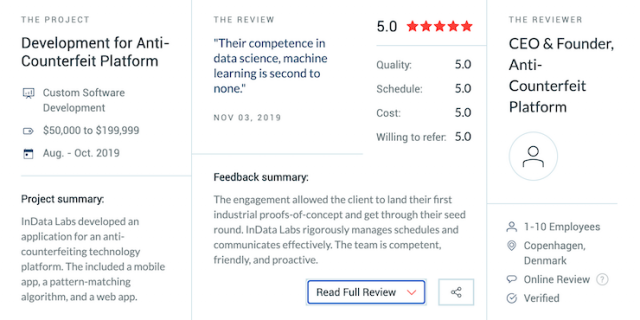 THE PROJECT
Development for Anti-
Counterfeit Platform
Custom Software
Development
$50,000 to $199,999
Aug. - Oct. 2019
Project summary:
InData Labs developed an
application for an anti-
counterfeiting technology
platform. The included a mobile
app, a pattern-matching
algorithm, and a web app.
THE REVIEW
"Their competence in
data science, machine
learning is second to
none."
NOV 03, 2019
5.0
Quality: 5.0
Schedule: 5.0
Cost: 5.0
Willing to refer: 5.0
Feedback summary:
The engagement allowed the client to land their first
industrial proofs-of-concept and get through their seed
round. InData Labs rigorously manages schedules and
communicates effectively. The team is competent,
friendly, and proactive.
Read Full Review
THE REVIEWER
CEO & Founder,
Anti-
Counterfeit
Platform
1-10 Employees
Copenhagen,
Denmark
Online Review ?
Verified